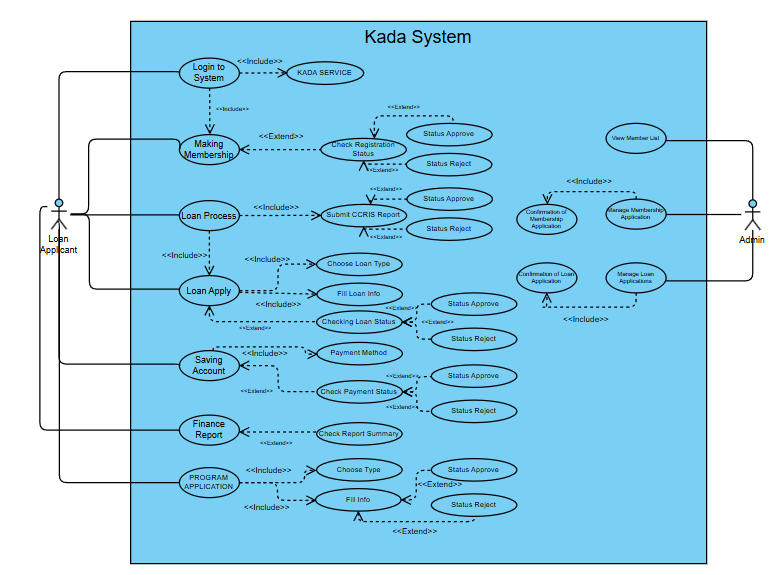 Kada System
Login to
System
<<Include>>
KADA SERVICE
<<Include>>
Making
Membership
<<Extend>>
Check Registration
Status
<<Extend>>
Status Approve
Status Reject
<<Extend>>
View Member List
Loan Process
<<Include>>
Submit CCRIS Report
<<Extend>>
Status Approve
Status Reject
<<Extend>>
<<Include>>
Confirmation of
Membership
Application
Manage Membership
Application
Loan
Applicant
Admin
<<Include>>
Loan Apply
<<Include>>
Choose Loan Type
<<Include>>
Fill Loan Info
Checking Loan Status
<<Extend>>
<<Extend>>
<<Extend>>
Status Approve
Status Reject
Confirmation of Loan
Application
Manage Loan
Applications
<<Include>>
Saving
Account
<<Include>>
Payment Method
<<Extend>>
Check Payment Status
<<Extend>>
<<Extend>>
Status Approve
Status Reject
Finance
Report
<<Extend>>
Check Report Summary
PROGRAM
APPLICATION
<<Include>>
Choose Type
<<Include>>
Fill Info
Status Approve
<<Extend>>
Status Reject
<<Extend>>